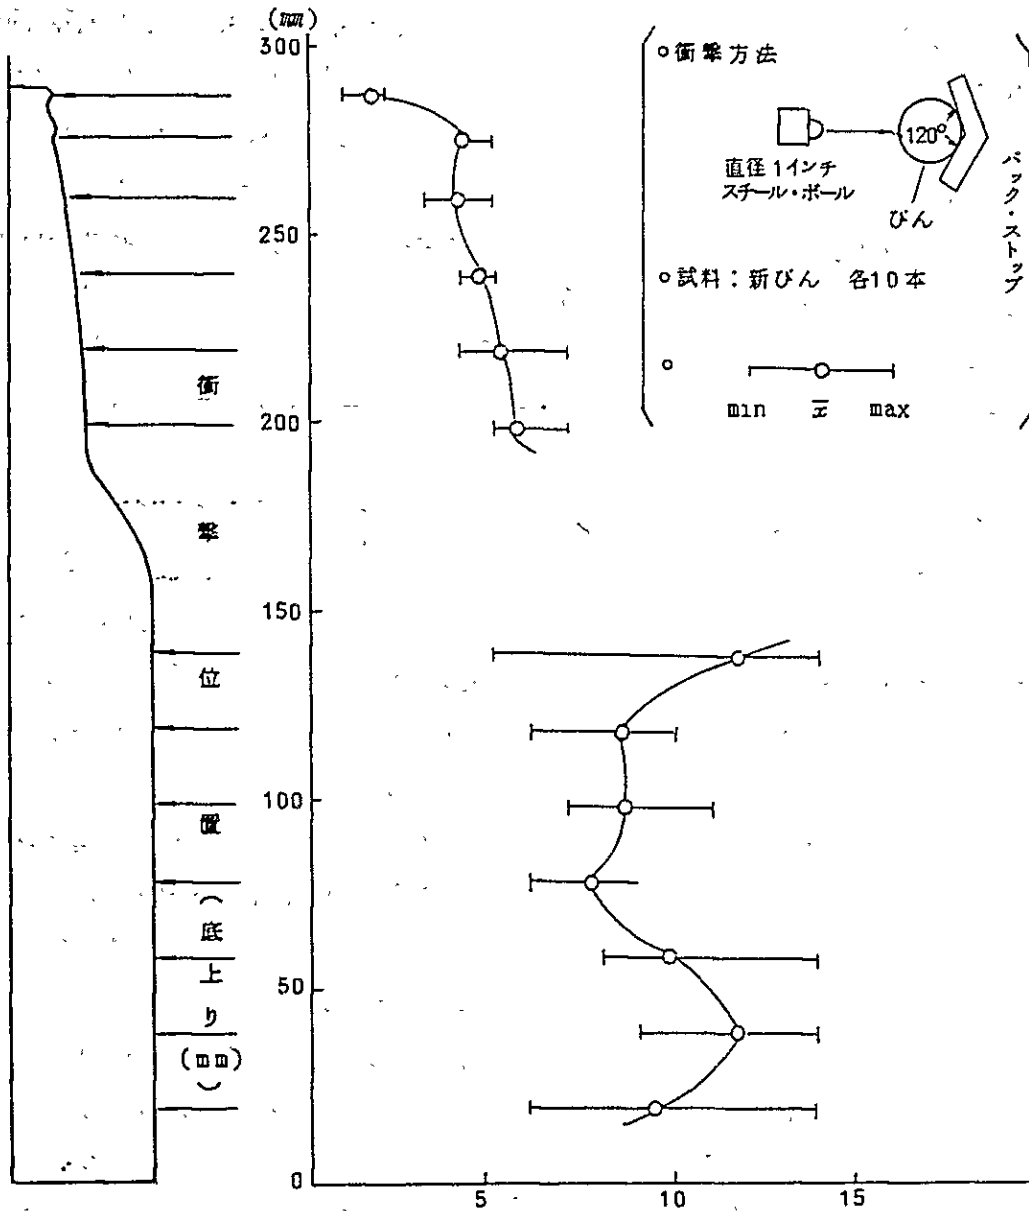 (mm)
300
250
200
150
100
50
0
5
10
15
衝撃位置(底上り(mm))
○衝撃方法
直径1インチ
スチール・ボール
120°
びん
バック・ストップ
○試料：新びん 各10本
○
min x̄ max